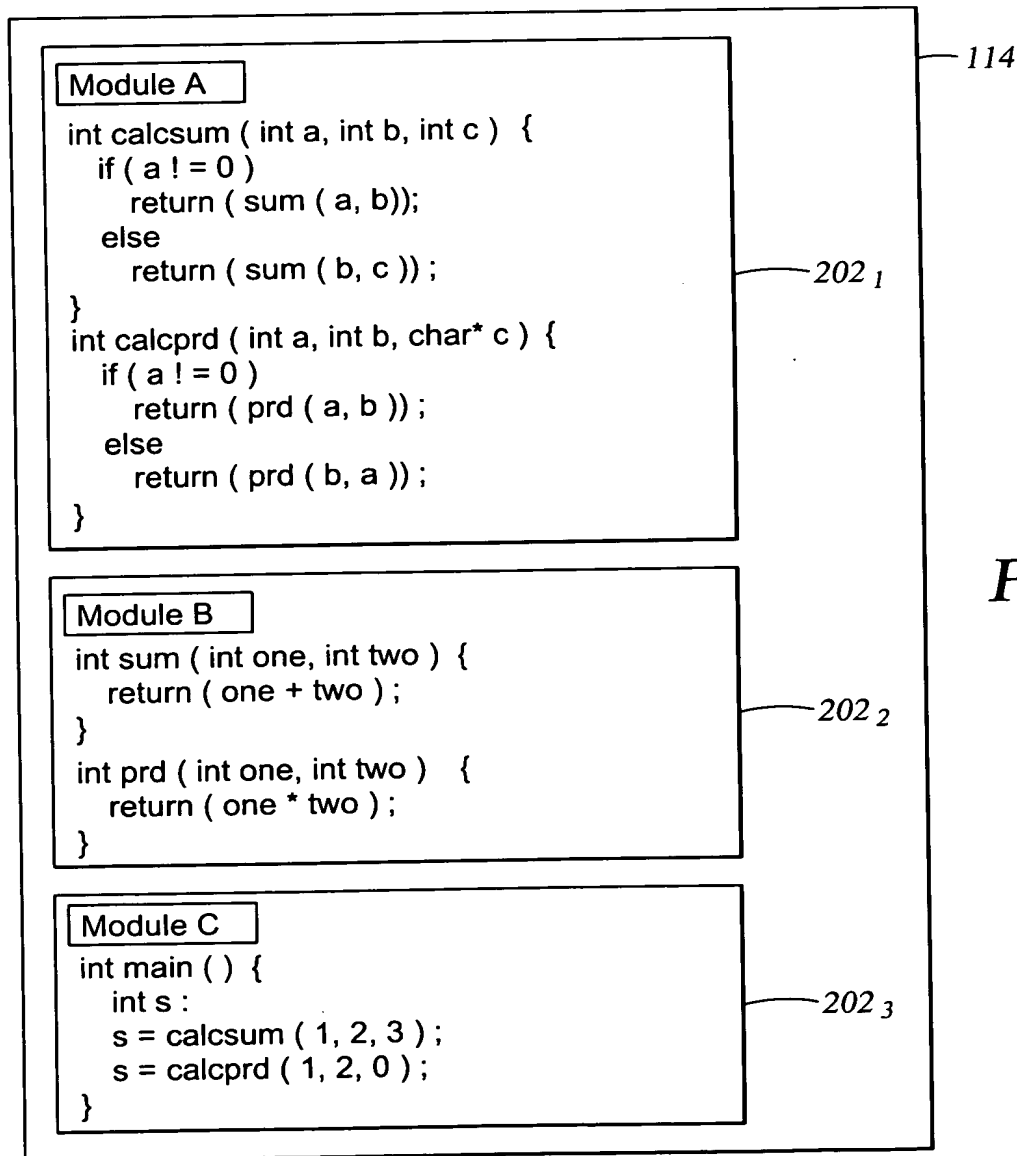 114
Module A
int calcsum ( int a, int b, int c ) {
if ( a ! = 0 )
return ( sum ( a, b));
else
return ( sum ( b, c )) ;
}
202 1
int calcprd ( int a, int b, char* c ) {
if ( a ! = 0 )
return ( prd ( a, b )) ;
else
return ( prd ( b, a )) ;
}
Module B
int sum ( int one, int two ) {
return ( one + two ) ;
}
202 2
int prd ( int one, int two ) {
return ( one * two ) ;
}
Module C
int main ( ) {
int s :
s = calcsum ( 1, 2, 3 ) ;
s = calcprd ( 1, 2, 0 ) ;
}
202 3